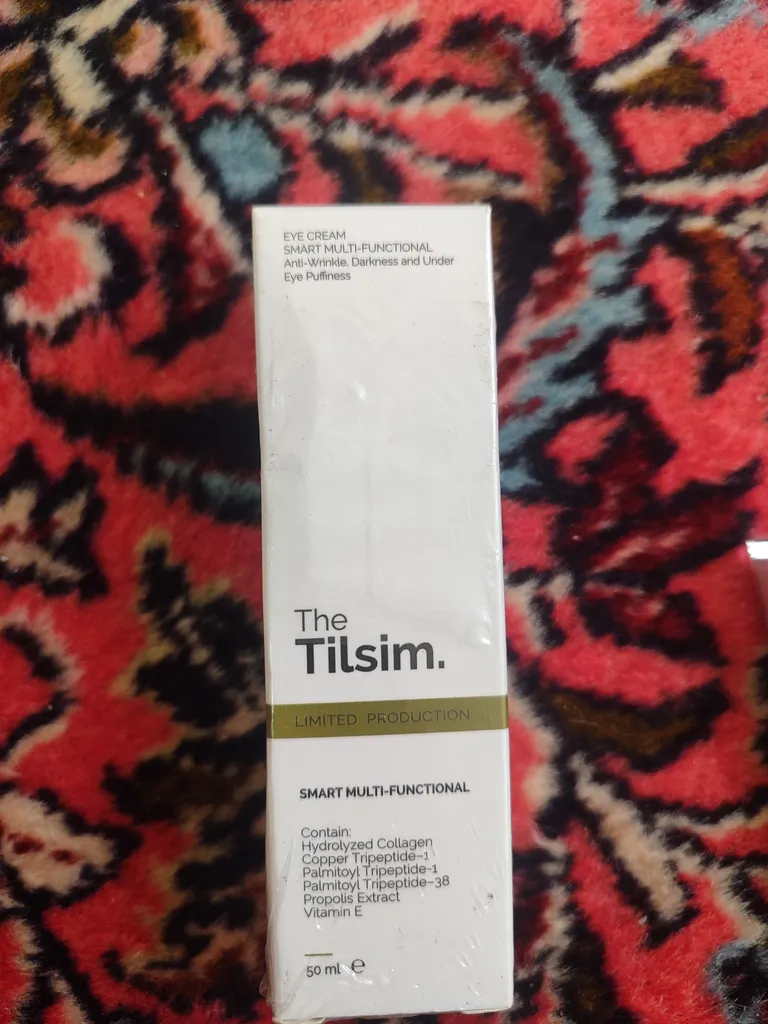 EYE CREAM
SMART MULTI-FUNCTIONAL
Anti-Wrinkle, Darkness and Under
Eye Puffiness
The
Tilsim.
LIMITED PRODUCTION
SMART MULTI-FUNCTIONAL
Contain:
Hydrolyzed Collagen
Copper Tripeptide-1
Palmitoyl Tripeptide-1
Palmitoyl Tripeptide-38
Propolis Extract
Vitamin E
50 ml ℮